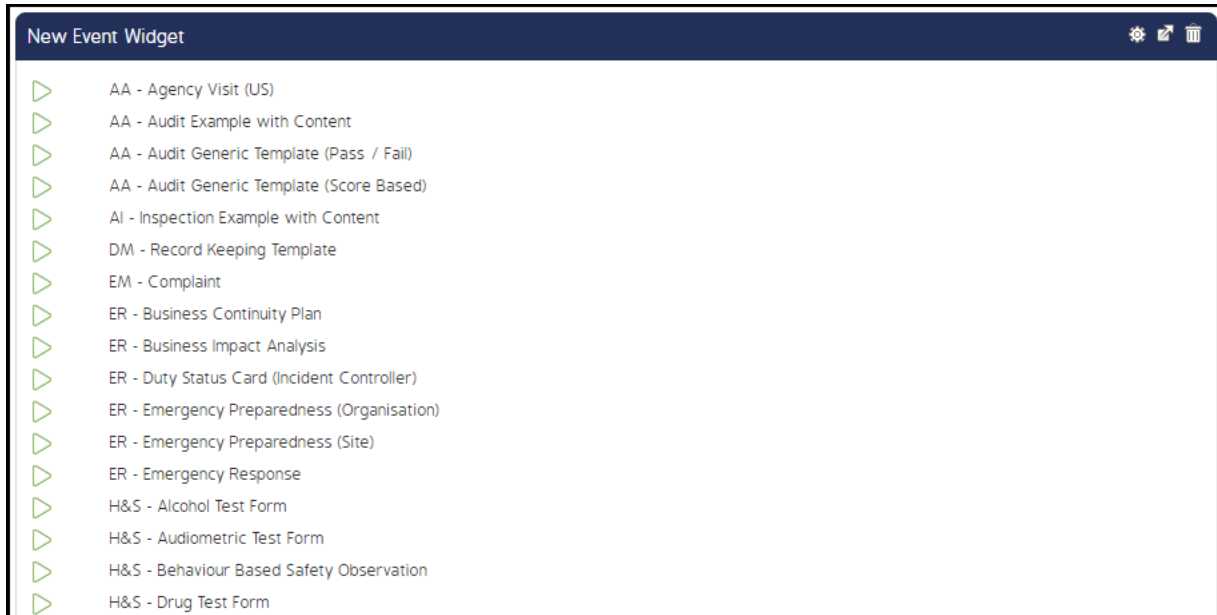 New Event Widget
AA - Agency Visit (US)
AA - Audit Example with Content
AA - Audit Generic Template (Pass / Fail)
AA - Audit Generic Template (Score Based)
AI - Inspection Example with Content
DM - Record Keeping Template
EM - Complaint
ER - Business Continuity Plan
ER - Business Impact Analysis
ER - Duty Status Card (Incident Controller)
ER - Emergency Preparedness (Organisation)
ER - Emergency Preparedness (Site)
ER - Emergency Response
H&S - Alcohol Test Form
H&S - Audiometric Test Form
H&S - Behaviour Based Safety Observation
H&S - Drug Test Form